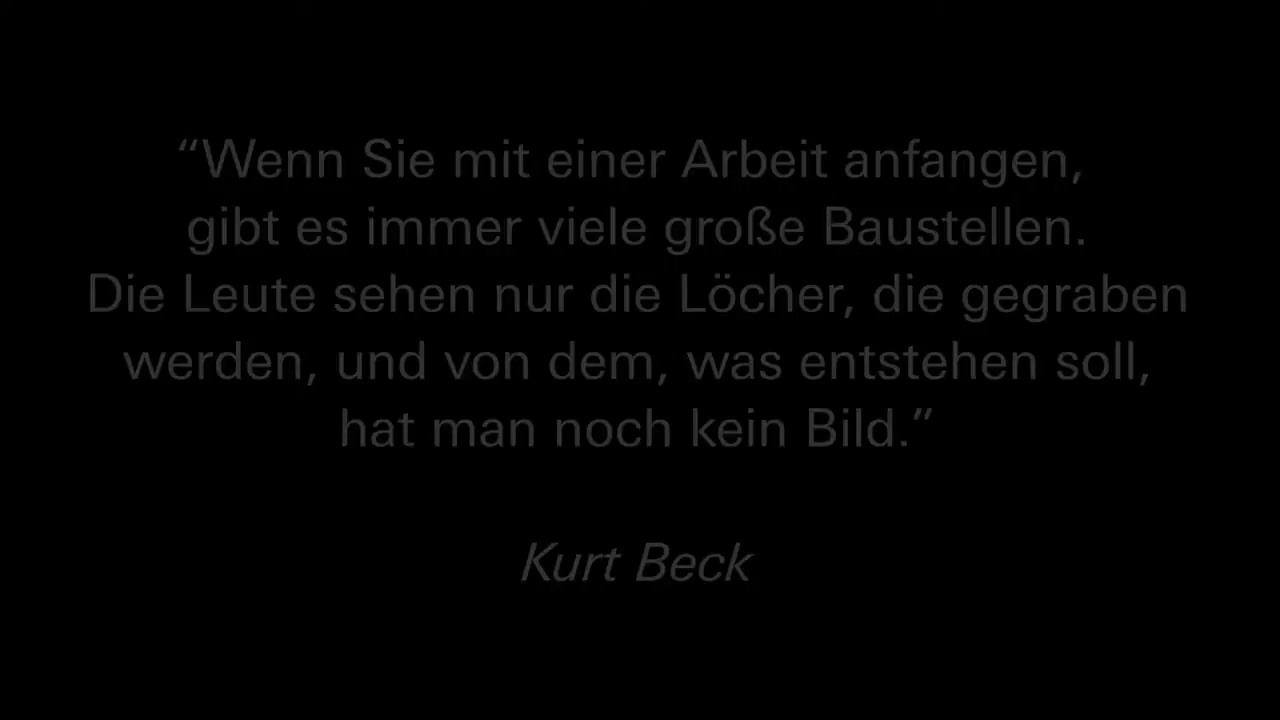 “Wenn Sie mit einer Arbeit anfangen,
gibt es immer viele große Baustellen.
Die Leute sehen nur die Löcher, die gegraben
werden, und von dem, was entstehen soll,
hat man noch kein Bild.”
Kurt Beck